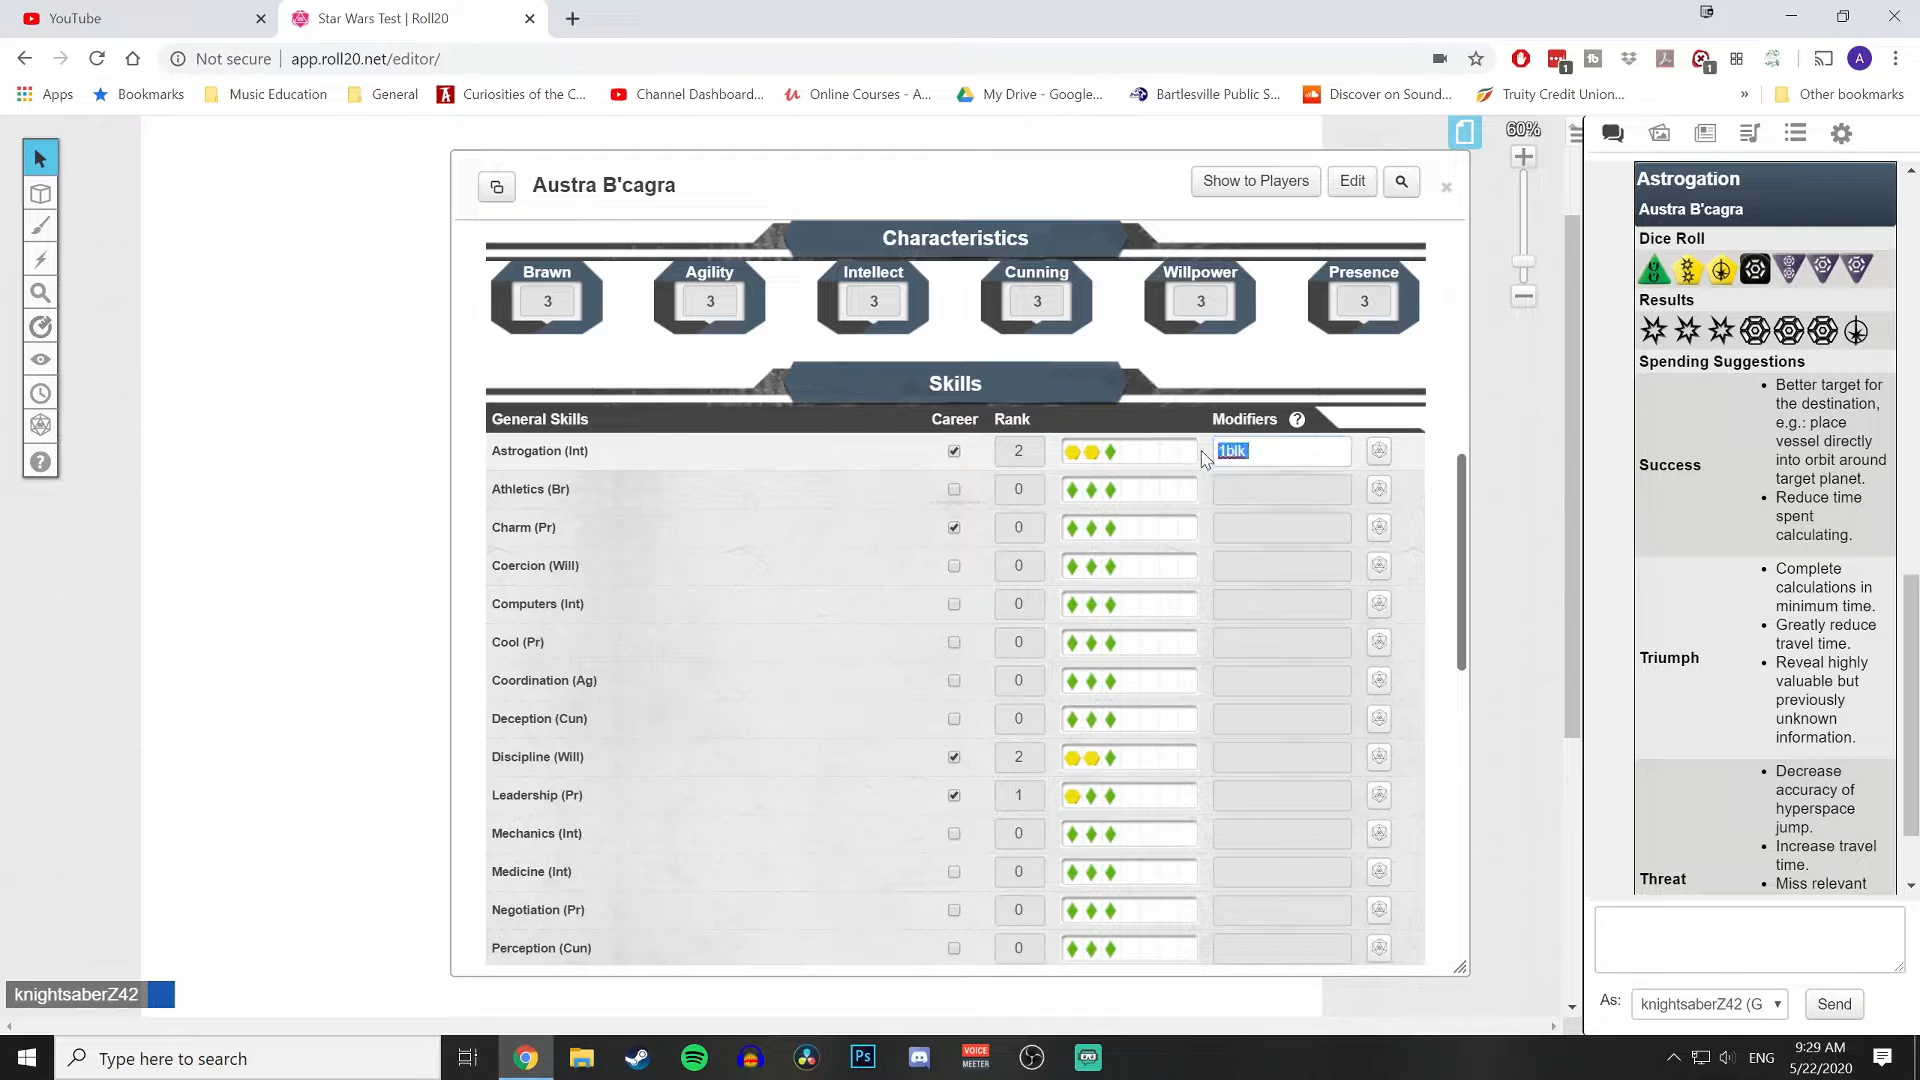 YouTube
Star Wars Test | Roll20
Not secure
app.roll20.net/editor/
1
1
A
Apps
Bookmarks
Music Education
General
Curiosities of the C...
Channel Dashboard...
Online Courses - A...
My Drive - Google...
Bartlesville Public S...
Discover on Sound...
Truity Credit Union...
»
Other bookmarks
60%
Austra B'cagra
Show to Players
Edit
Characteristics
Brawn
Agility
Intellect
Cunning
Willpower
Presence
3
3
3
3
3
3
Skills
General Skills
Career
Rank
Modifiers
Astrogation (Int)
2
1blk
Athletics (Br)
0
Charm (Pr)
0
Coercion (Will)
0
Computers (Int)
0
Cool (Pr)
0
Coordination (Ag)
0
Deception (Cun)
0
Discipline (Will)
2
Leadership (Pr)
1
Mechanics (Int)
0
Medicine (Int)
0
Negotiation (Pr)
0
Perception (Cun)
0
Astrogation
Austra B'cagra
Dice Roll
Results
Spending Suggestions
Success
Better target for
the destination,
e.g.: place
vessel directly
into orbit around
target planet.
Reduce time
spent
calculating.
Triumph
Complete
calculations in
minimum time.
Greatly reduce
travel time.
Reveal highly
valuable but
previously
unknown
information.
Threat
Decrease
accuracy of
hyperspace
jump.
Increase travel
time.
Miss relevant
As:
knightsaberZ42 (G
Send
knightsaberZ42
Type here to search
Ps
VOICE
MEETER
ENG
9:29 AM
5/22/2020